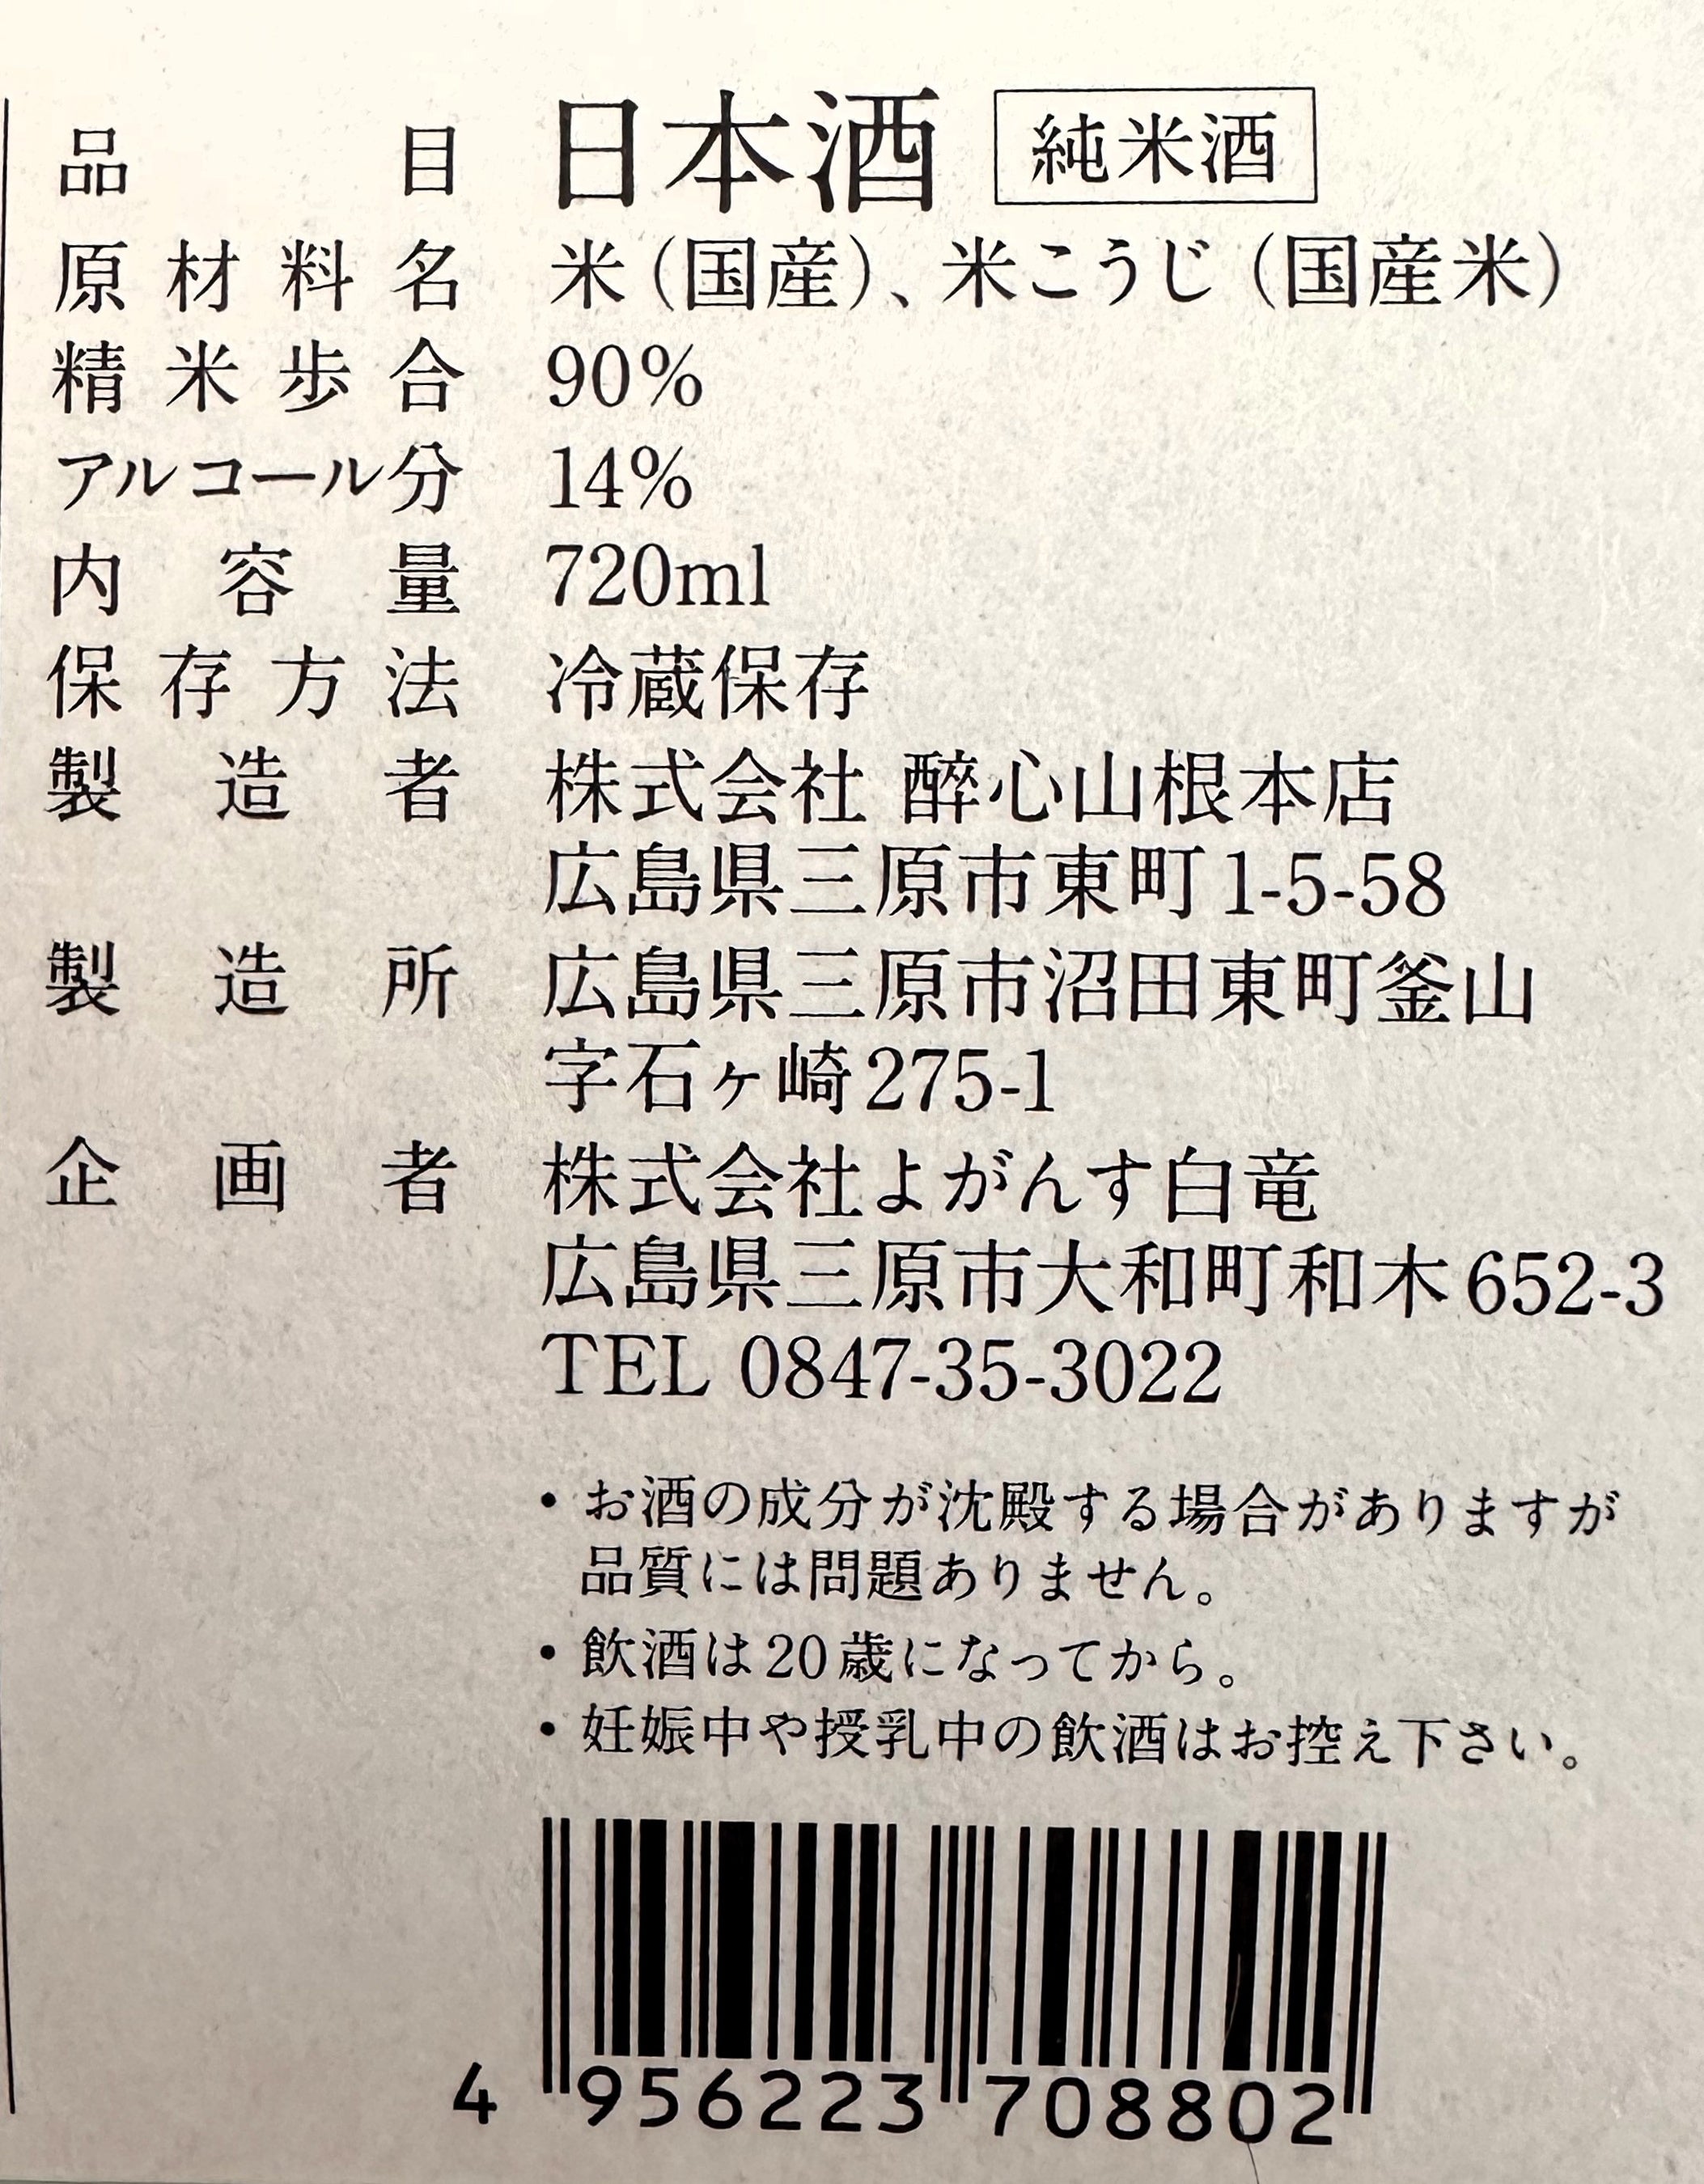 品目 日本酒 純米酒
原材料名 米（国産）、米こうじ（国産米）
精米歩合 90%
アルコール分 14%
内容量 720ml
保存方法 冷蔵保存
製造者 株式会社 醉心山根本店
広島県三原市東町1-5-58
製造所 広島県三原市沼田東町釜山
字石ヶ崎275-1
企画者 株式会社よがんす白竜
広島県三原市大和町和木652-3
TEL 0847-35-3022
・お酒の成分が沈殿する場合がありますが
品質には問題ありません。
・飲酒は20歳になってから。
・妊娠中や授乳中の飲酒はお控え下さい。
4 956223 708802